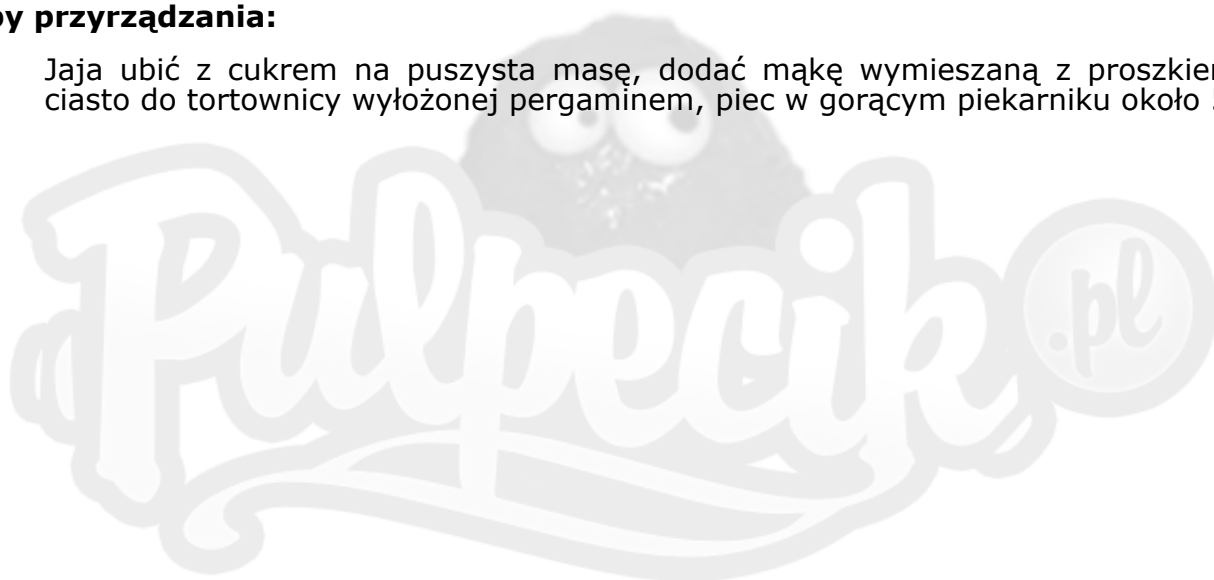 by przyrządzania:
Jaja ubić z cukrem na puszysta masę, dodać mąkę wymieszaną z
ciasto do tortownicy wyłożonej pergaminem, piec w gorącym piekarniku około
Pulpecik.pl